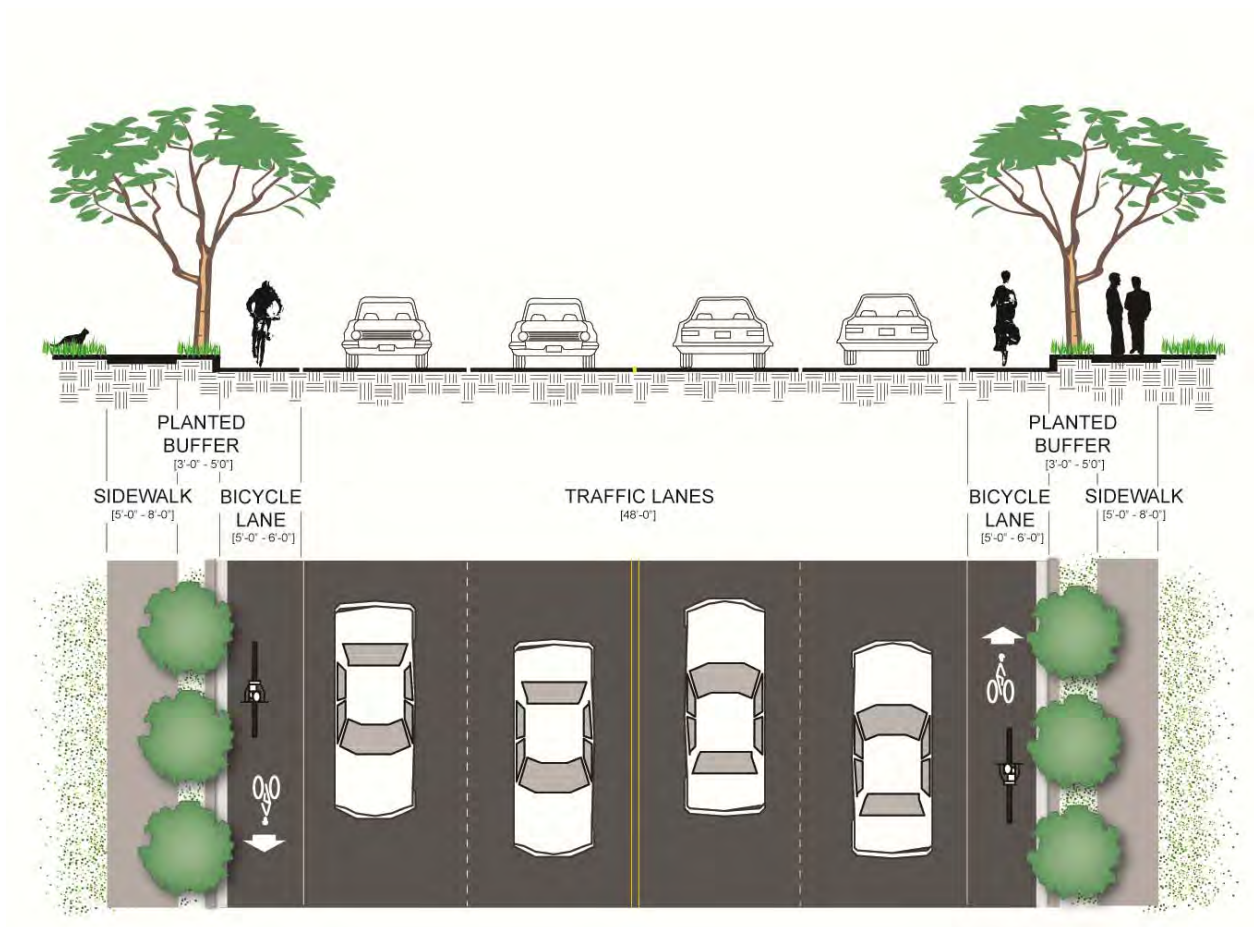 PLANTED
BUFFER
[3'-0" - 5'0"]
PLANTED
BUFFER
[3'-0" - 5'0"]
SIDEWALK
[5'-0" - 8'-0"]
BICYCLE
LANE
[5'-0" - 6'-0"]
TRAFFIC LANES
[48'-0"]
BICYCLE
LANE
[5'-0" - 6'-0"]
SIDEWALK
[5'-0" - 8'-0"]